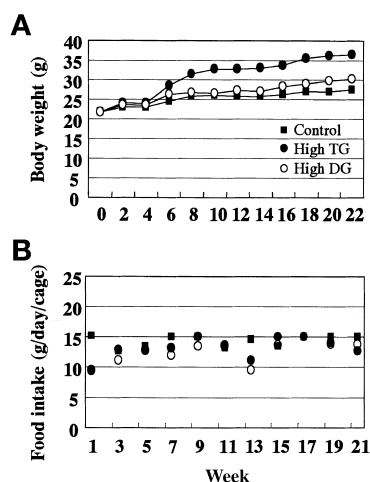 A
Body weight (g)
40
35
30
25
20
15
10
5
0
Control
High TG
High DG
0 2 4 6 8 10 12 14 16 18 20 22
B
Food intake (g/day/cage)
25
20
15
10
5
0
1 3 5 7 9 11 13 15 17 19 21
Week